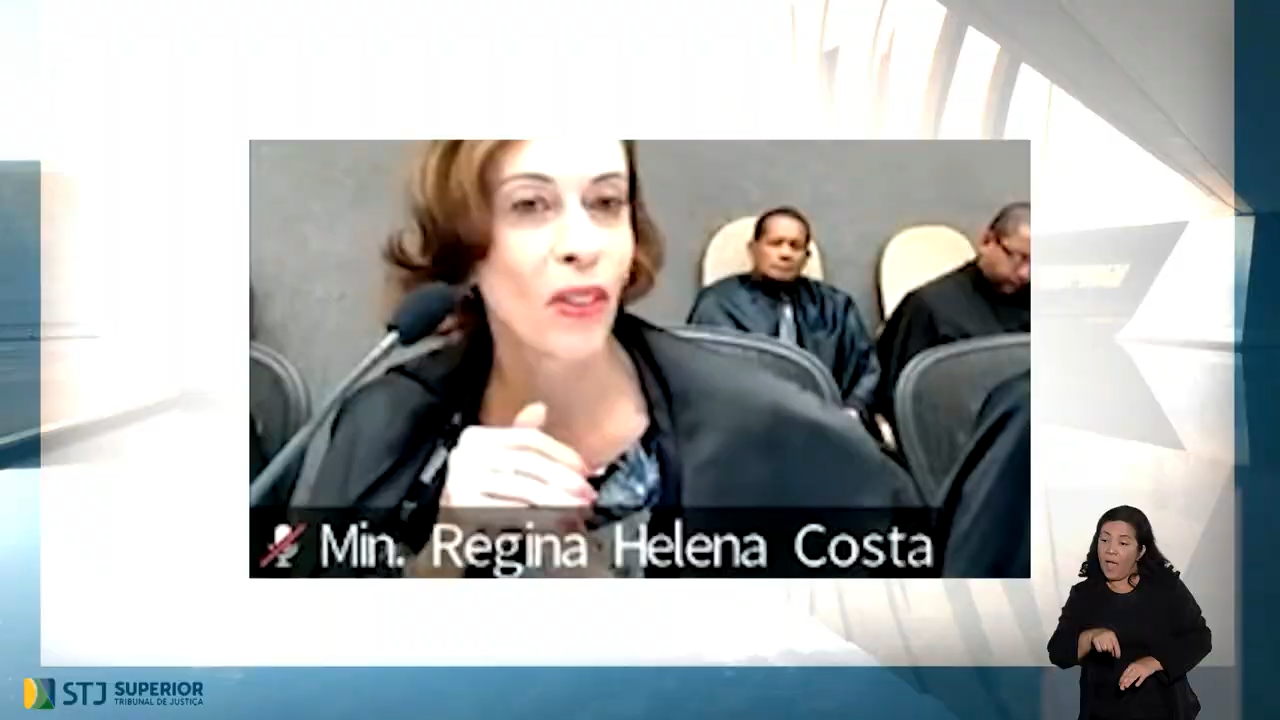 Min. Regina Helena Costa
STJ SUPERIOR
TRIBUNAL DE JUSTIÇA